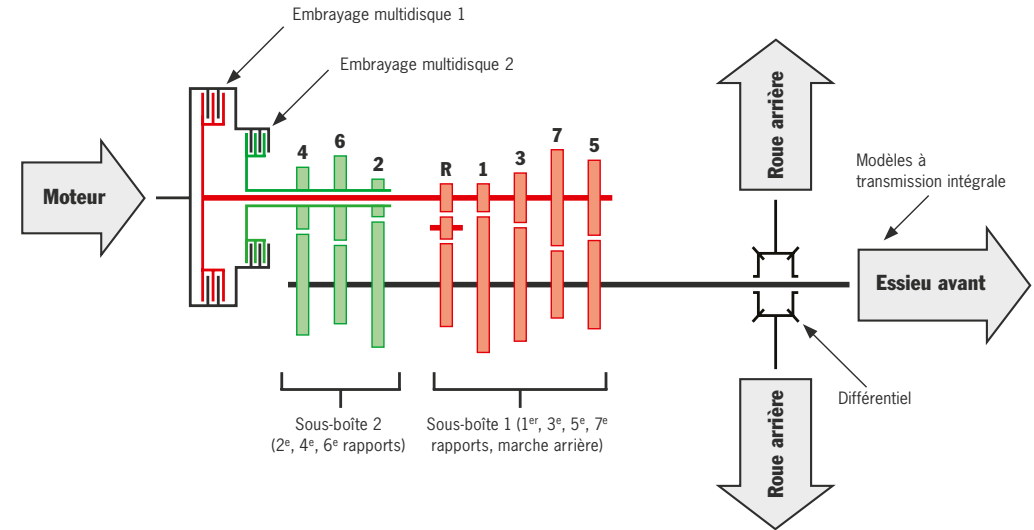 Embrayage multidisque 1
Embrayage multidisque 2
Moteur
4
6
2
R
1
3
7
5
Roue arrière
Modèles à
transmission intégrale
Essieu avant
Différentiel
Roue arrière
Sous-boîte 2
(2e, 4e, 6e rapports)
Sous-boîte 1 (1er, 3e, 5e, 7e
rapports, marche arrière)